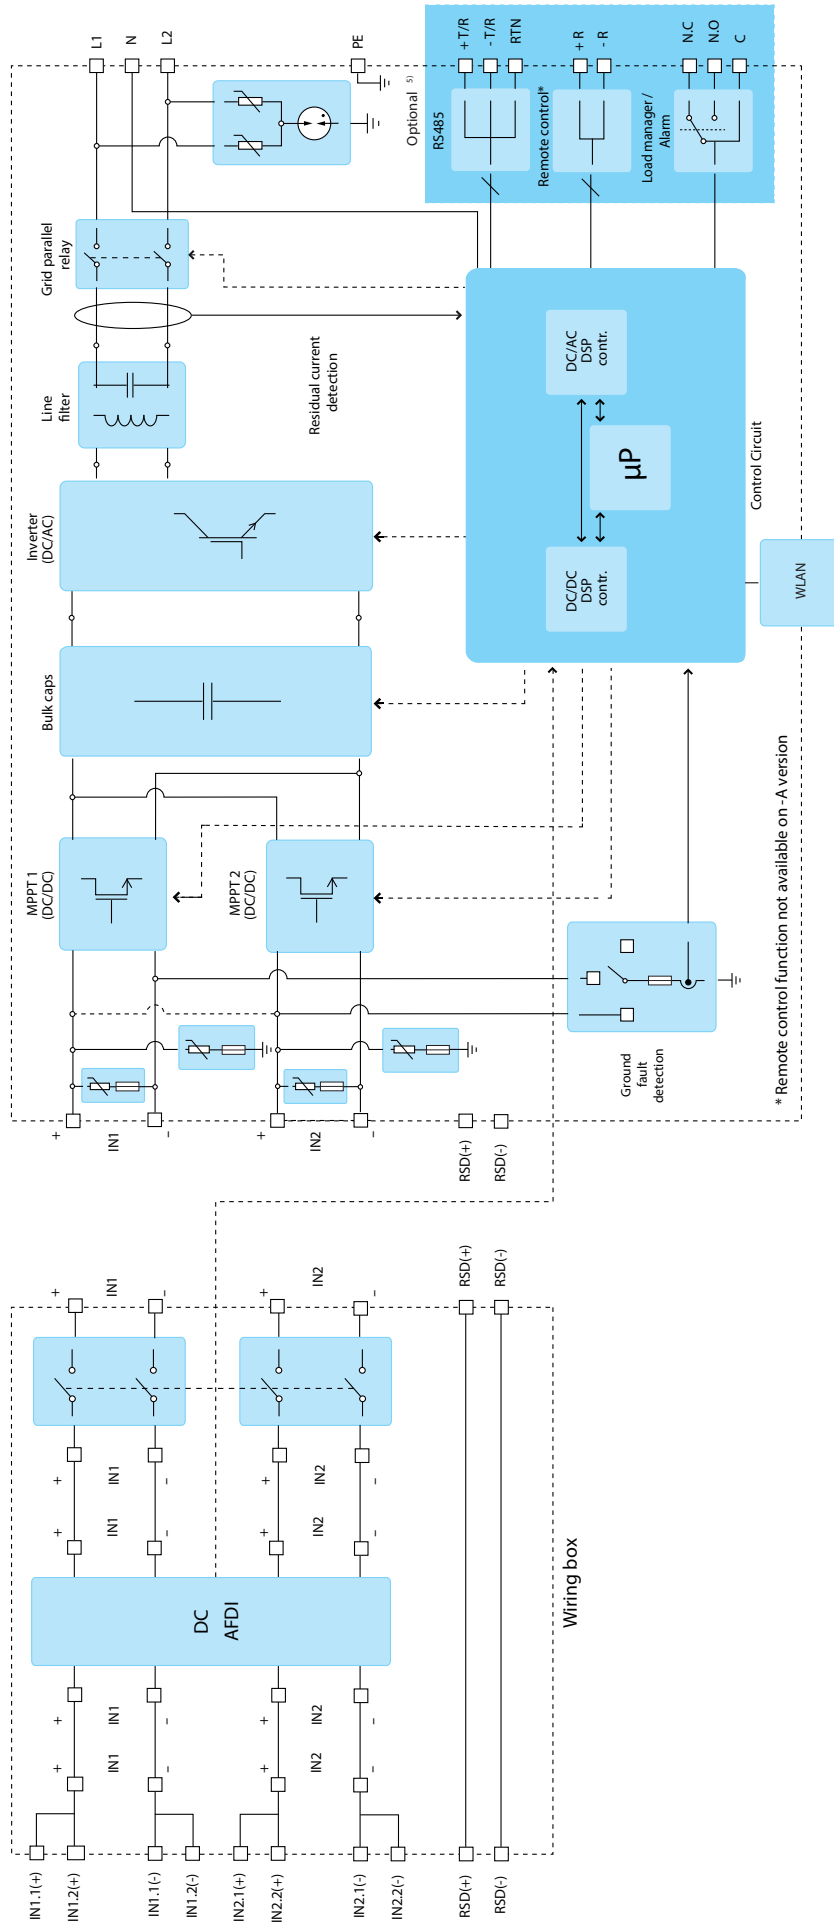 L1
N
L2
PE
Optional 5)
+ T/R
- T/R
RTN
RS485
+ R
- R
Remote control*
N.C
N.O
C
Load manager /
Alarm
Grid parallel
relay
Residual current
detection
Line
filter
Inverter
(DC/AC)
Bulk caps
MPPT 1
(DC/DC)
MPPT 2
(DC/DC)
DC/AC
DSP
contr.
µP
DC/DC
DSP
contr.
Control Circuit
WLAN
Ground
fault
detection
* Remote control function not available on -A version
+
IN1
-
+
IN2
-
RSD(+)
RSD(-)
+
IN1
-
+
IN2
-
RSD(+)
RSD(-)
+
IN1
-
+
IN2
-
+
IN1
-
+
IN2
-
DC
AFDI
Wiring box
+
IN1
-
+
IN2
-
+
IN1
-
+
IN2
-
IN1.1(+)
IN1.2(+)
IN1.1(-)
IN1.2(-)
IN2.1(+)
IN2.2(+)
IN2.1(-)
IN2.2(-)
RSD(+)
RSD(-)